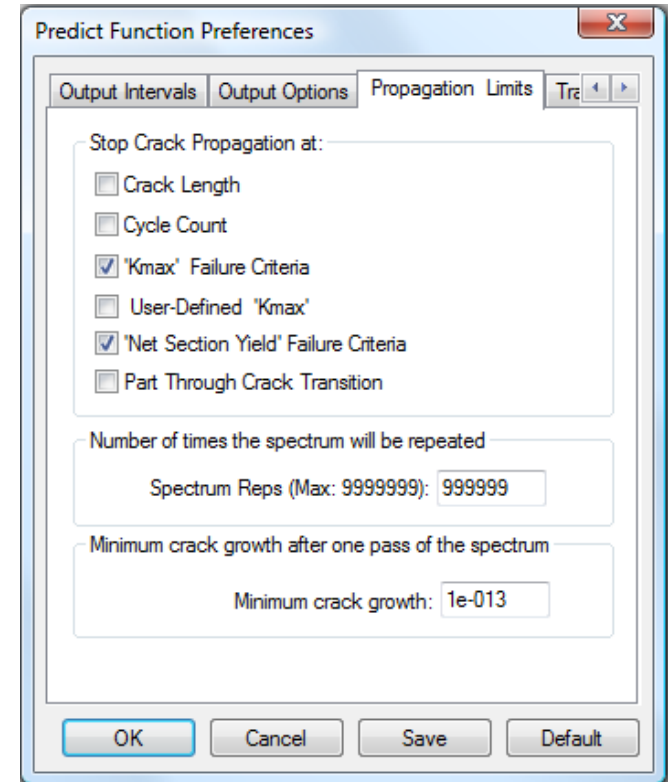 Predict Function Preferences
Output Intervals Output Options Propagation Limits Tra
Stop Crack Propagation at:
Crack Length
Cycle Count
'Kmax' Failure Criteria
User-Defined 'Kmax'
'Net Section Yield' Failure Criteria
Part Through Crack Transition
Number of times the spectrum will be repeated
Spectrum Reps (Max: 9999999): 999999
Minimum crack growth after one pass of the spectrum
Minimum crack growth: 1e-013
OK Cancel Save Default